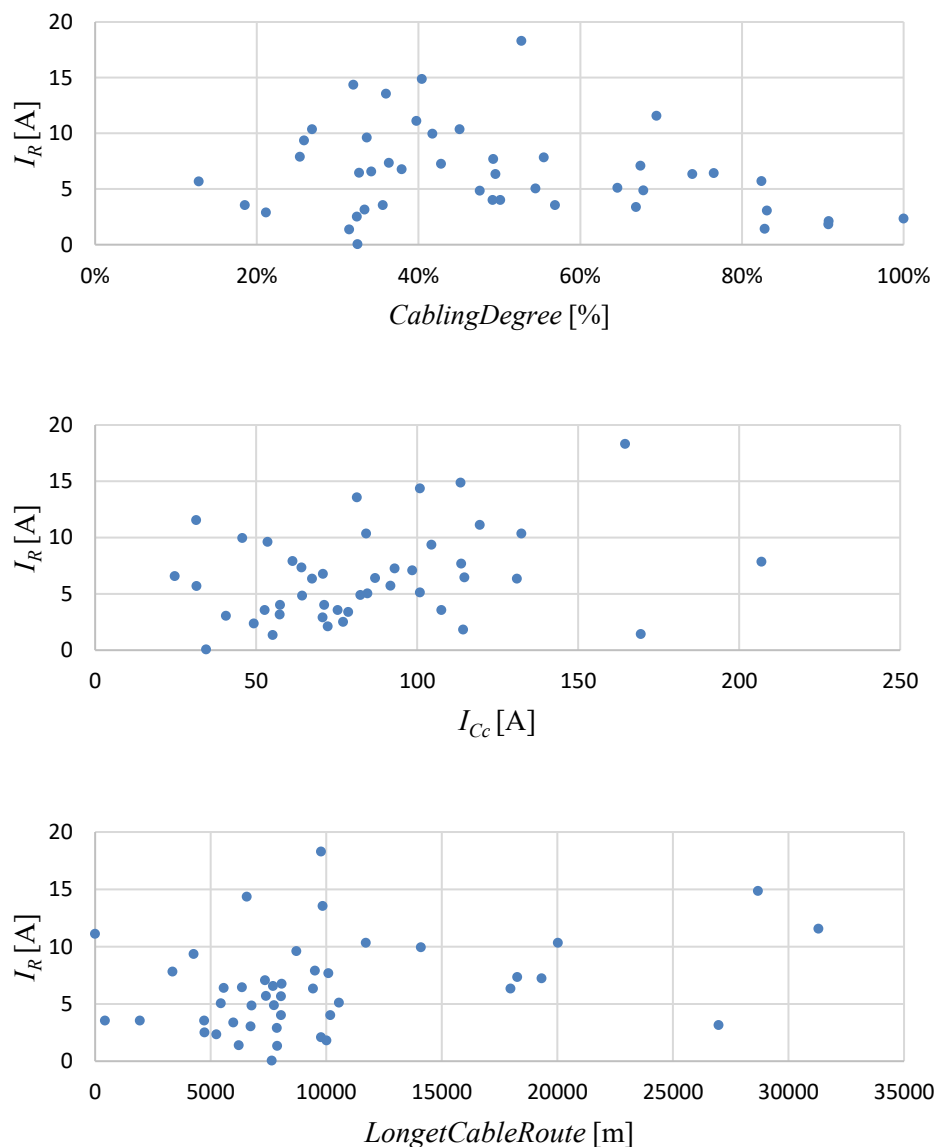 20
15
10
5
0
I_R [A]
0% 20% 40% 60% 80% 100%
CablingDegree [%]
20
15
10
5
0
I_R [A]
0 50 100 150 200 250
I_Cc [A]
20
15
10
5
0
I_R [A]
0 5000 10000 15000 20000 25000 30000 35000
LongetCableRoute [m]